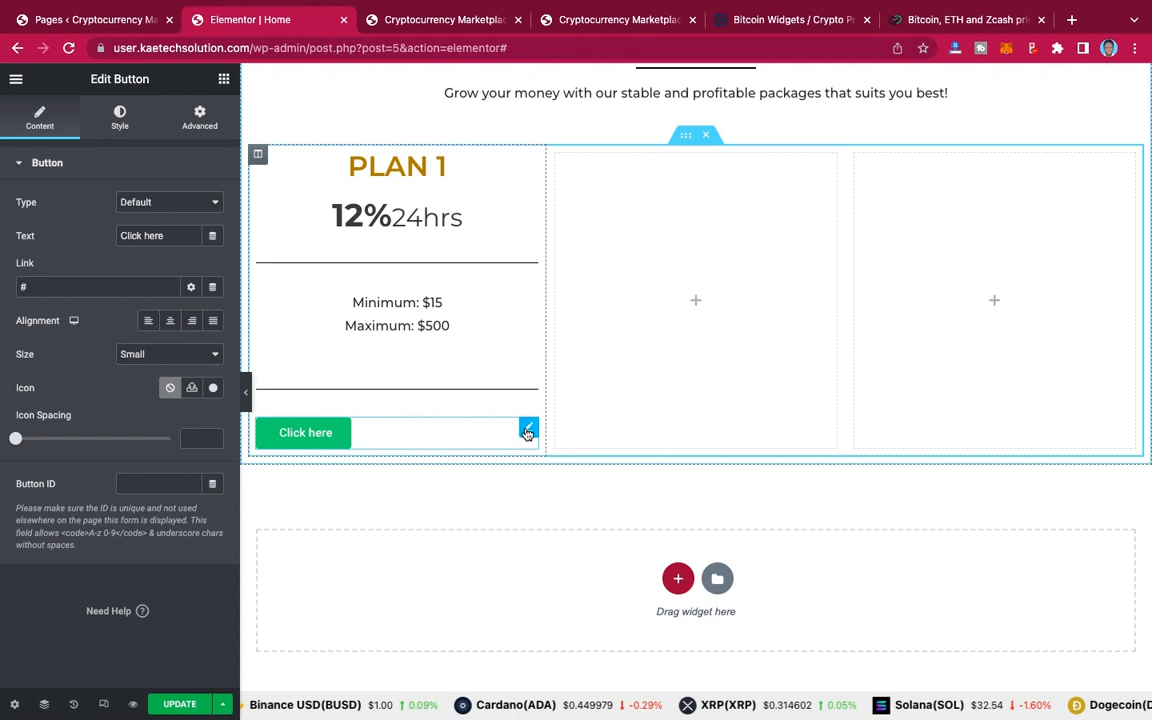 Pages < Cryptocurrency Ma
Elementor | Home
Cryptocurrency Marketplac
Cryptocurrency Marketplac
Bitcoin Widgets / Crypto Pr
Bitcoin, ETH and Zcash pri
user.kaetechsolution.com/wp-admin/post.php?post=5&action=elementor#
Edit Button
Content
Style
Advanced
Button
Type
Default
Text
Click here
Link
#
Alignment
Size
Small
Icon
Icon Spacing
Button ID
Please make sure the ID is unique and not used
elsewhere on the page this form is displayed. This
field allows <code>A-z 0-9</code> & underscore chars
without spaces.
Need Help ?
UPDATE
Grow your money with our stable and profitable packages that suits you best!
PLAN 1
12%24hrs
Minimum: $15
Maximum: $500
Click here
Drag widget here
Binance USD(BUSD) $1.00 ↑ 0.09% Cardano(ADA) $0.449979 ↓ -0.29% XRP(XRP) $0.314602 ↑ 0.05% Solana(SOL) $32.54 ↓ -1.60% Dogecoin(D